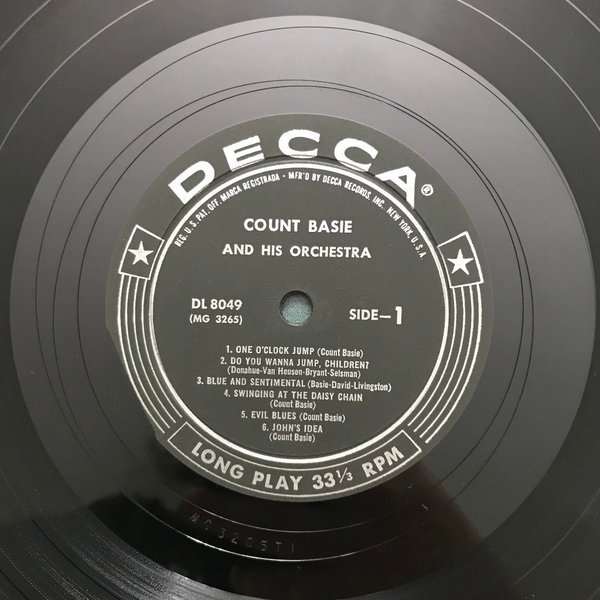 DECCA®
REG. U.S. PAT. OFF. MARCA REGISTRADA • MFR'D BY DECCA RECORDS, INC., NEW YORK, U.S.A.
COUNT BASIE
AND HIS ORCHESTRA
DL 8049
(MG 3265)
SIDE—1
1. ONE O'CLOCK JUMP (Count Basie)
2. DO YOU WANNA JUMP, CHILDREN?
(Donahue-Van Heusen-Bryant-Selsman)
3. BLUE AND SENTIMENTAL (Basie-David-Livingston)
4. SWINGING AT THE DAISY CHAIN
(Count Basie)
5. EVIL BLUES (Count Basie)
6. JOHN'S IDEA
(Count Basie)
LONG PLAY 33⅓ RPM
MG3265T1